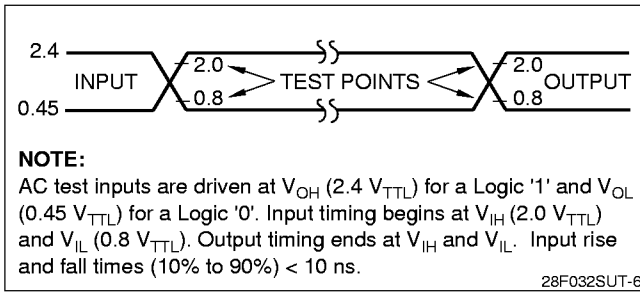 2.4
INPUT
0.45
2.0
0.8
TEST POINTS
2.0
0.8
OUTPUT
NOTE:
AC test inputs are driven at VOH (2.4 VTTL) for a Logic '1' and VOL
(0.45 VTTL) for a Logic '0'. Input timing begins at VIH (2.0 VTTL)
and VIL (0.8 VTTL). Output timing ends at VIH and VIL. Input rise
and fall times (10% to 90%) < 10 ns.
28F032SUT-6